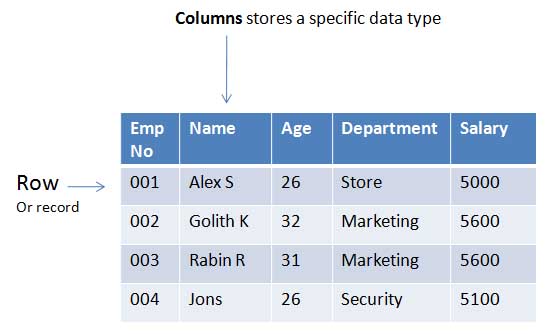 Columns stores a specific data type
Emp No Name Age Department Salary
Row
Or record
001 Alex S 26 Store 5000
002 Golith K 32 Marketing 5600
003 Rabin R 31 Marketing 5600
004 Jons 26 Security 5100